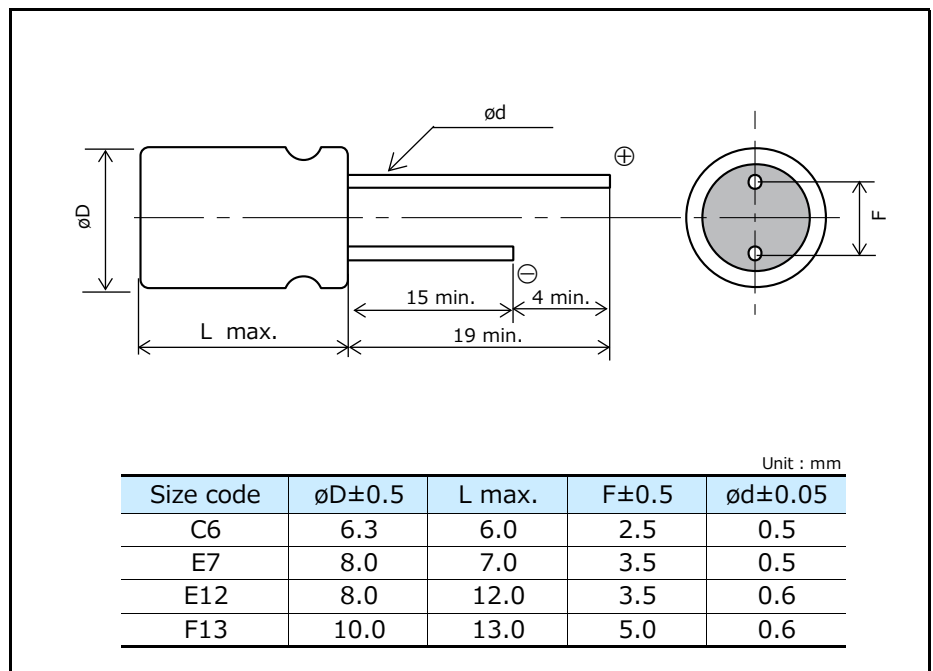 ød
⊕
øD
F
⊖
15 min.
4 min.
L max.
19 min.
Unit : mm
Size code øD±0.5 L max. F±0.5 ød±0.05
C6 6.3 6.0 2.5 0.5
E7 8.0 7.0 3.5 0.5
E12 8.0 12.0 3.5 0.6
F13 10.0 13.0 5.0 0.6